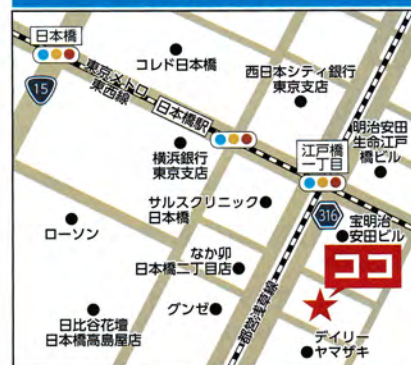 日本橋
コレド日本橋
15
東京メトロ
東西線
西日本シティ銀行
東京支店
日本橋駅
明治安田
生命江戸
橋ビル
横浜銀行
東京支店
江戸橋
一丁目
サルスクリニック
日本橋
316
宝明治
安田ビル
ローソン
なか卯
日本橋二丁目店
ココ
都営浅草線
グンゼ
日比谷花壇
日本橋高島屋店
デイリー
ヤマザキ